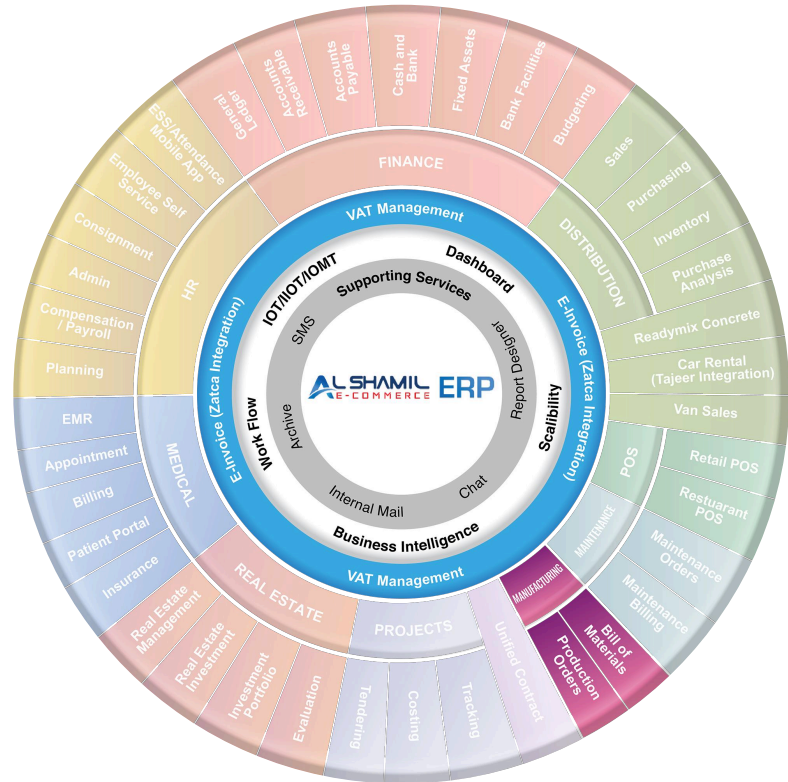 General
Ledger
Accounts
Receivable
Accounts
Payable
Cash and
Bank
Fixed Assets
Bank Facilities
Budgeting
Sales
Purchasing
Inventory
Purchase
Analysis
Readymix Concrete
Car Rental
(Tajeer Integration)
Van Sales
Retail POS
Restuarant
POS
Maintenance
Orders
Maintenance
Billing
Bill of
Materials
Production
Orders
Unified Contract
Tracking
Costing
Tendering
Evaluation
Investment
Portfolio
Real Estate
Investment
Real Estate
Management
Insurance
Patient Portal
Billing
Appointment
EMR
Planning
Compensation
/ Payroll
Admin
Consignment
Employee Self
Service
ESS/Attendance
Mobile App
FINANCE
DISTRIBUTION
POS
MAINTENANCE
MANUFACTURING
PROJECTS
REAL ESTATE
MEDICAL
HR
VAT Management
E-Invoice (Zatca Integration)
VAT Management
E-Invoice (Zatca Integration)
IOT/IIOT/IOMT
Dashboard
Scalibility
Business Intelligence
Work Flow
Supporting Services
Report Designer
Chat
Internal Mail
Archive
SMS
AL SHAMIL ERP
E-COMMERCE